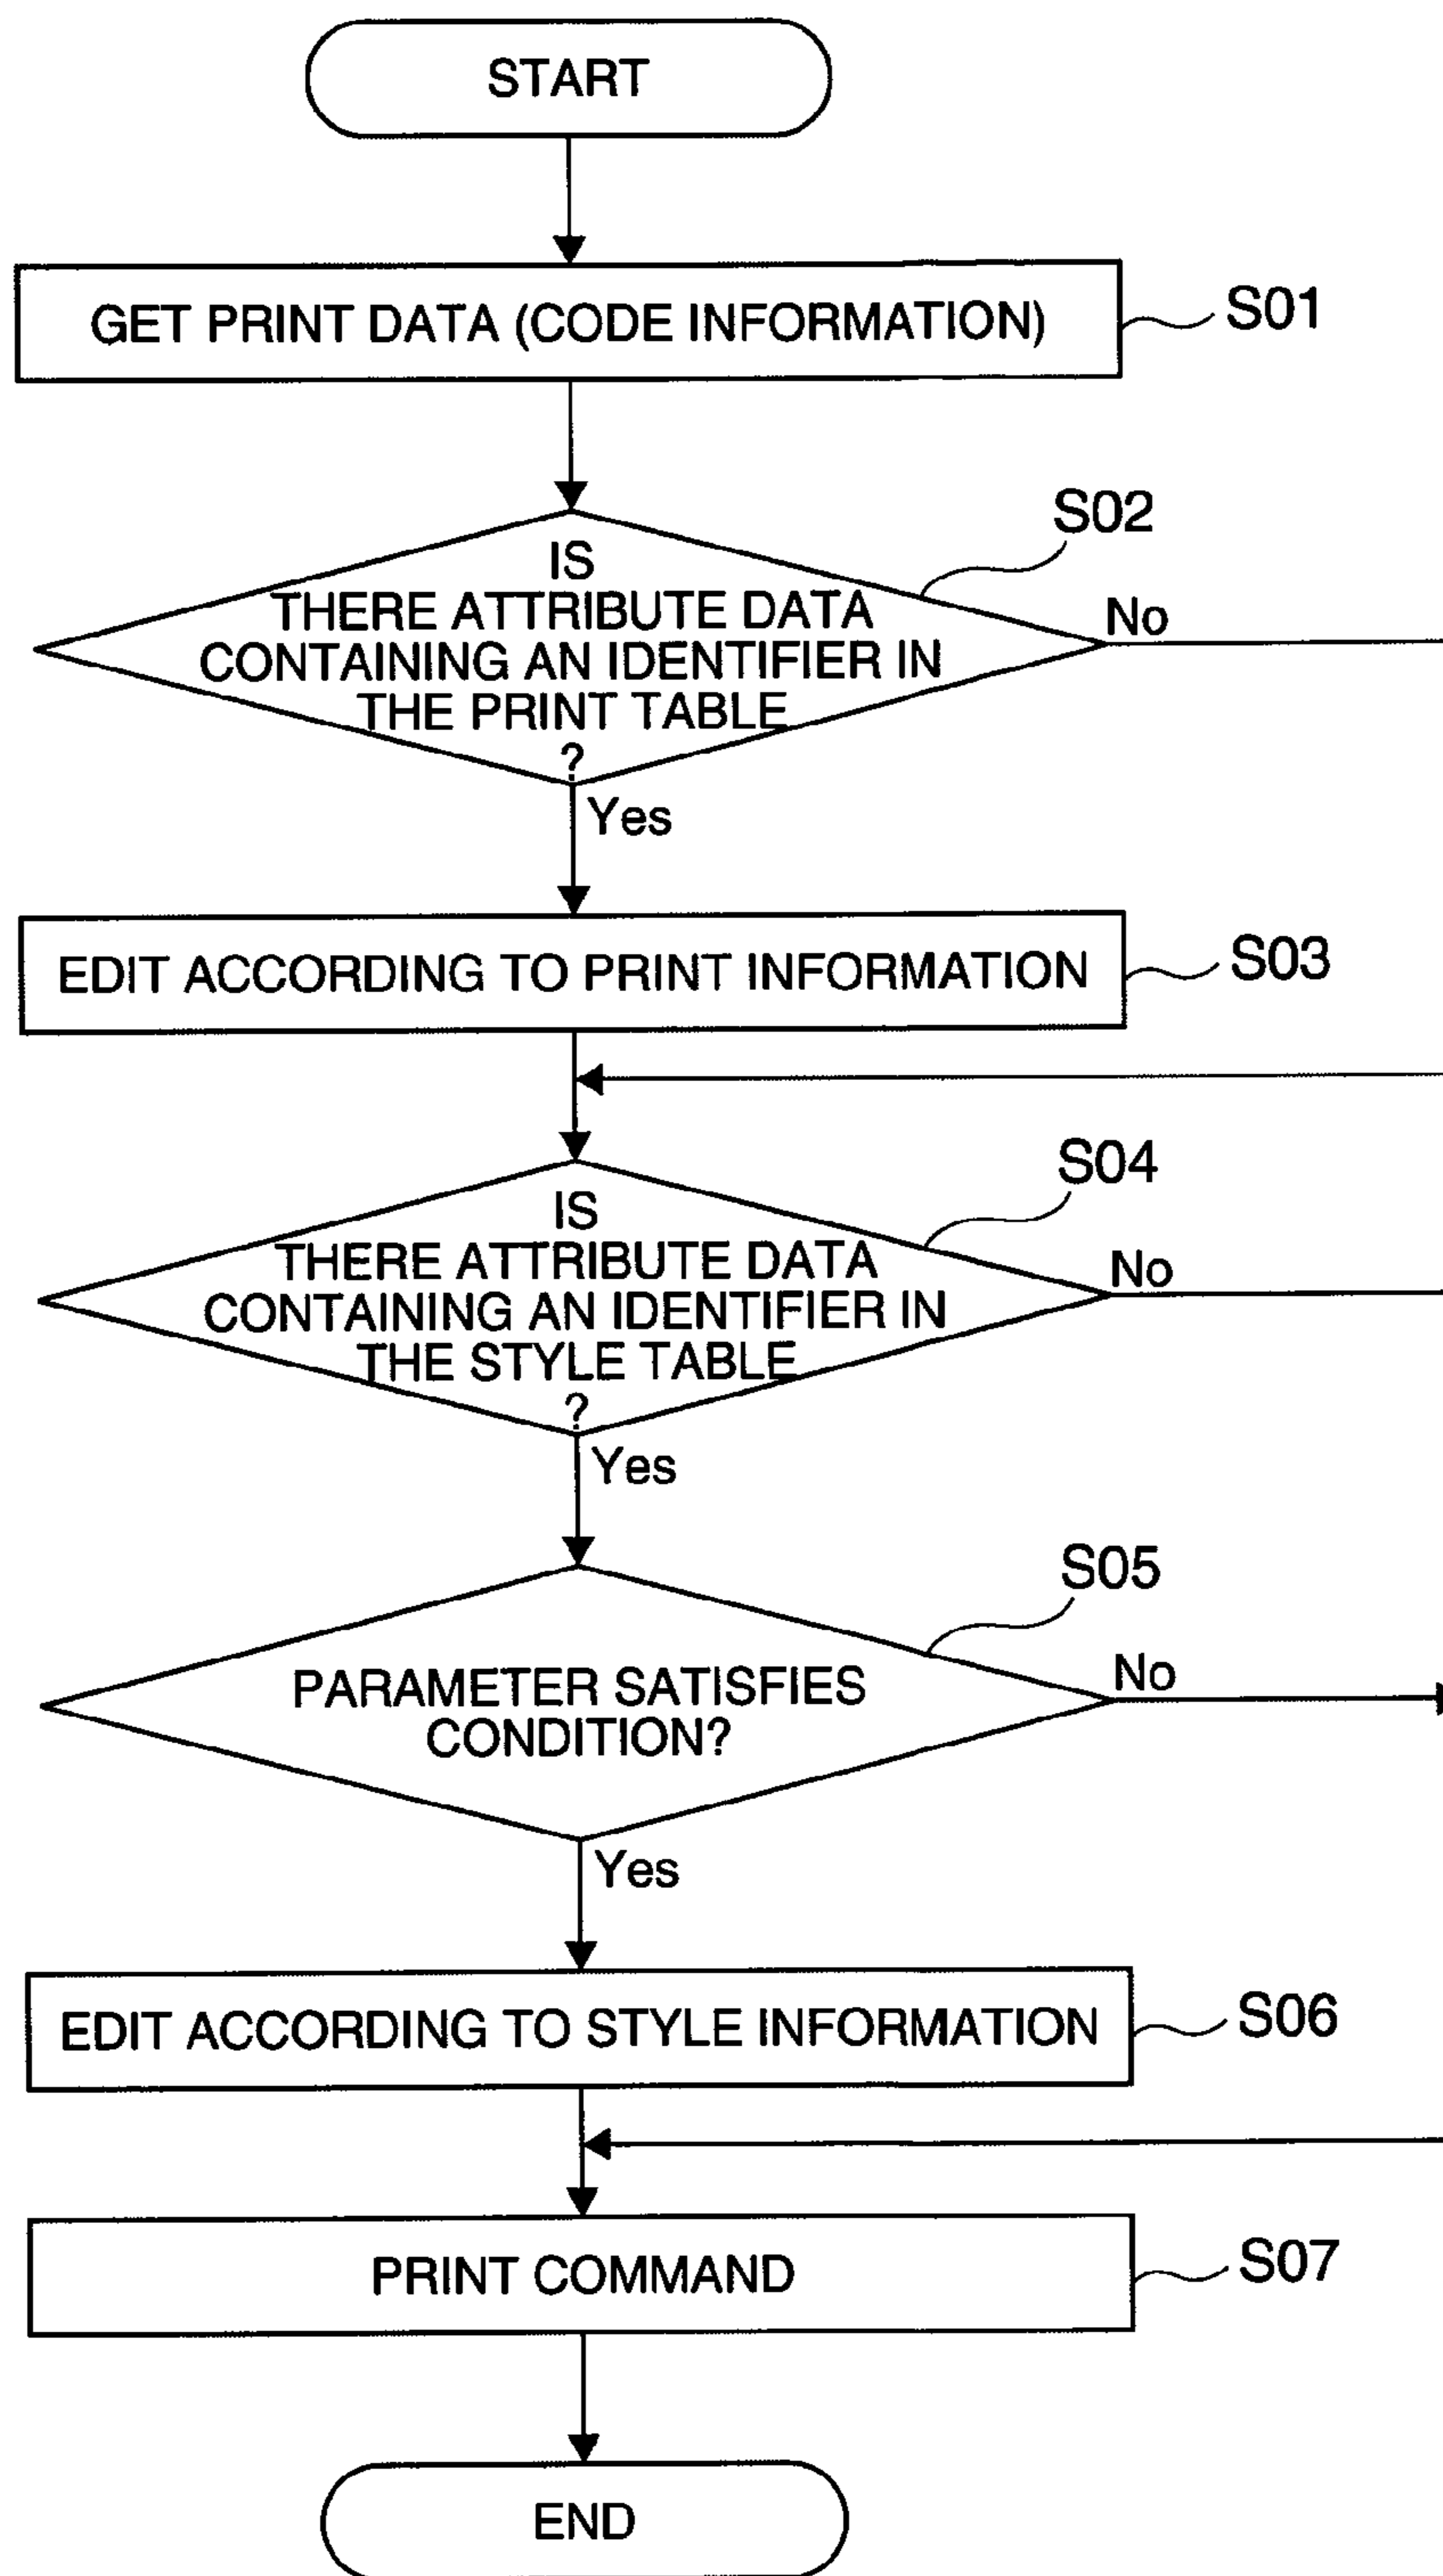 START
GET PRINT DATA (CODE INFORMATION)
S01
S02
IS
THERE ATTRIBUTE DATA
CONTAINING AN IDENTIFIER IN
THE PRINT TABLE
?
No
Yes
EDIT ACCORDING TO PRINT INFORMATION
S03
S04
IS
THERE ATTRIBUTE DATA
CONTAINING AN IDENTIFIER IN
THE STYLE TABLE
?
No
Yes
S05
PARAMETER SATISFIES
CONDITION?
No
Yes
EDIT ACCORDING TO STYLE INFORMATION
S06
PRINT COMMAND
S07
END